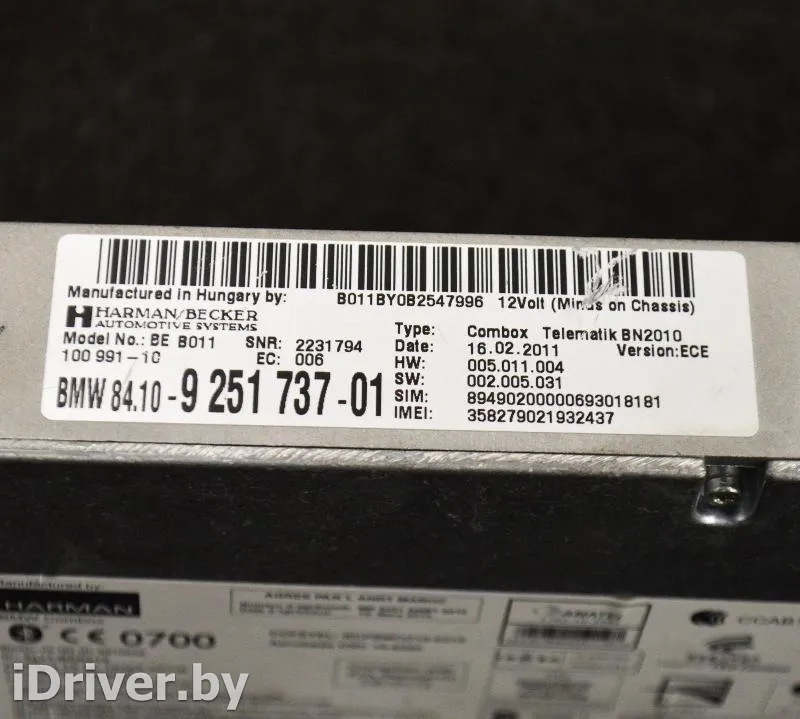 B011BY0B2547996 12Volt (Minus on Chassis)
Manufactured in Hungary by:
HARMAN/BECKER
AUTOMOTIVE SYSTEMS
Model No.: BE B011 SNR: 2231794
100 991-10 EC: 006
BMW 84.10 - 9 251 737 - 01
Type: Combox Telematik BN2010
Date: 16.02.2011 Version: ECE
HW: 005.011.004
SW: 002.005.031
SIM: 89490200000693018181
IMEI: 358279021932437
Manufactured by:
HARMAN
CE 0700
iDriver.by